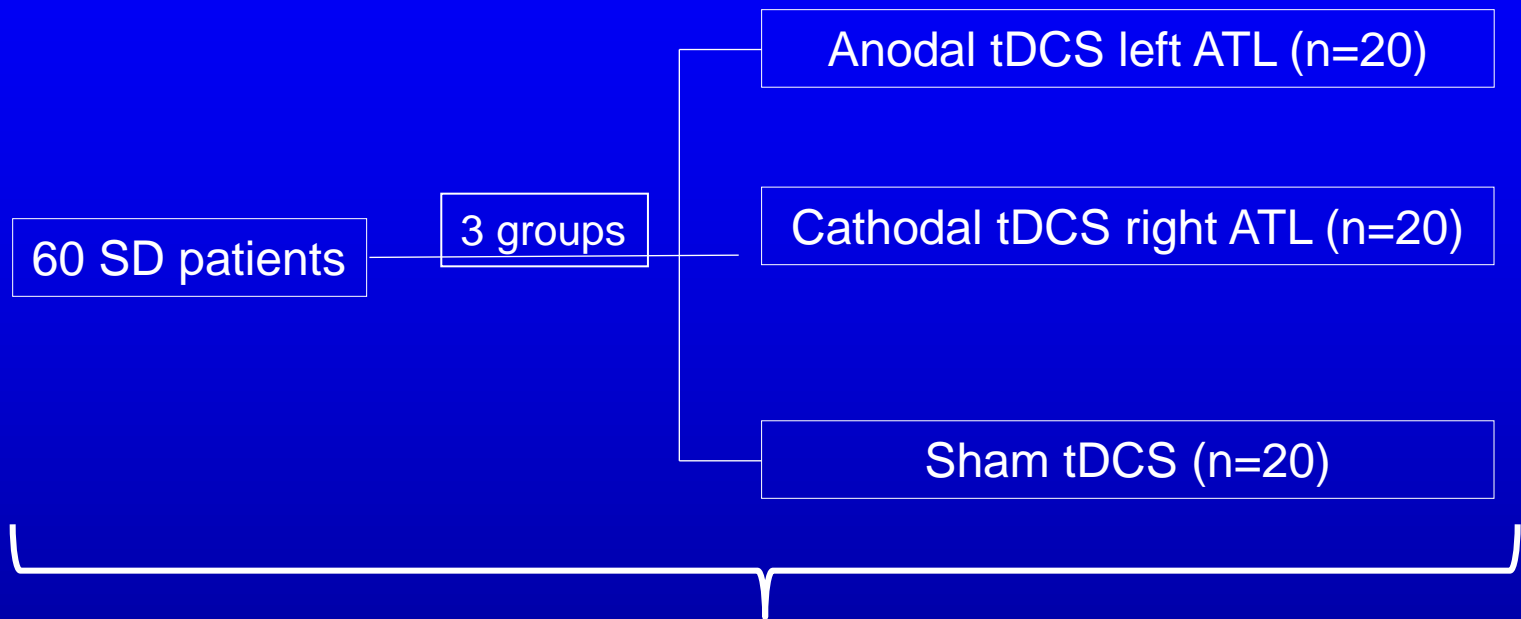 60 SD patients
3 groups
Anodal tDCS left ATL (n=20)
Cathodal tDCS right ATL (n=20)
Sham tDCS (n=20)